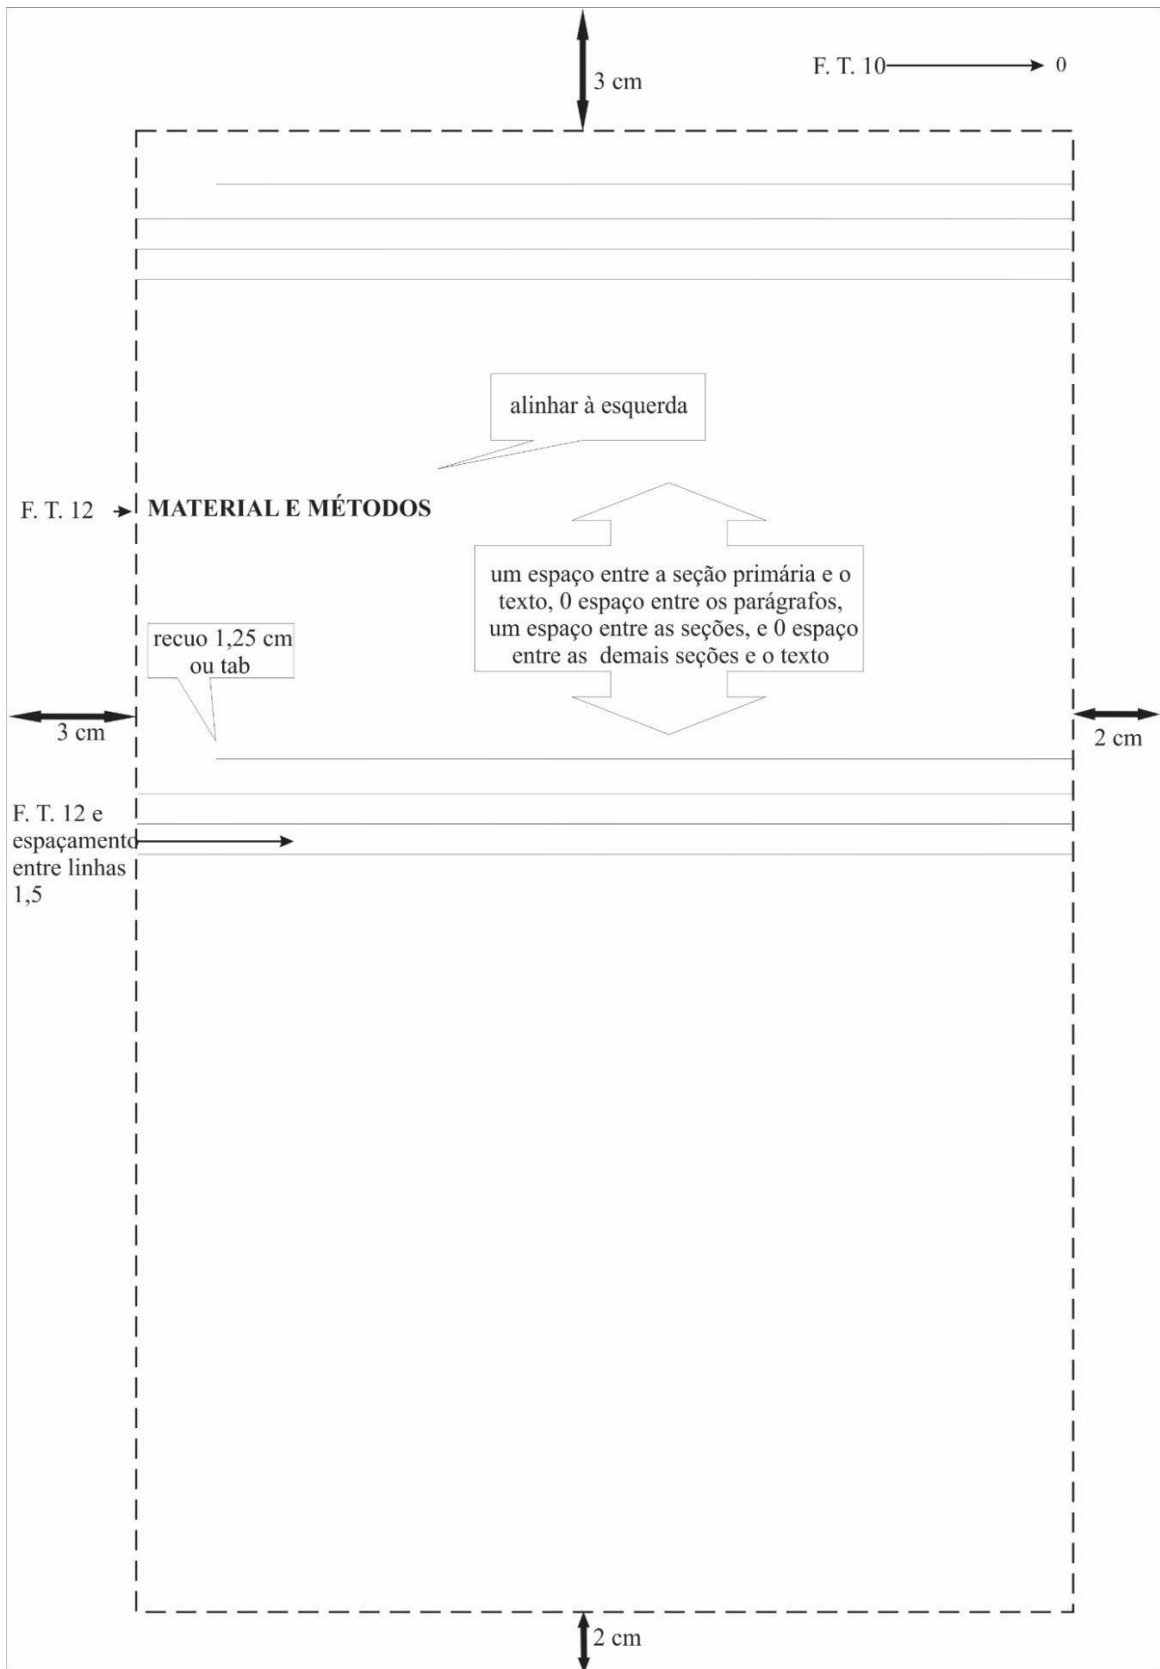 F. T. 10
0
3 cm
alinhar à esquerda
F. T. 12
MATERIAL E MÉTODOS
um espaço entre a seção primária e o
texto, 0 espaço entre os parágrafos,
um espaço entre as seções, e 0 espaço
entre as demais seções e o texto
recuo 1,25 cm
ou tab
3 cm
2 cm
F. T. 12 e
espaçamento
entre linhas
1,5
2 cm